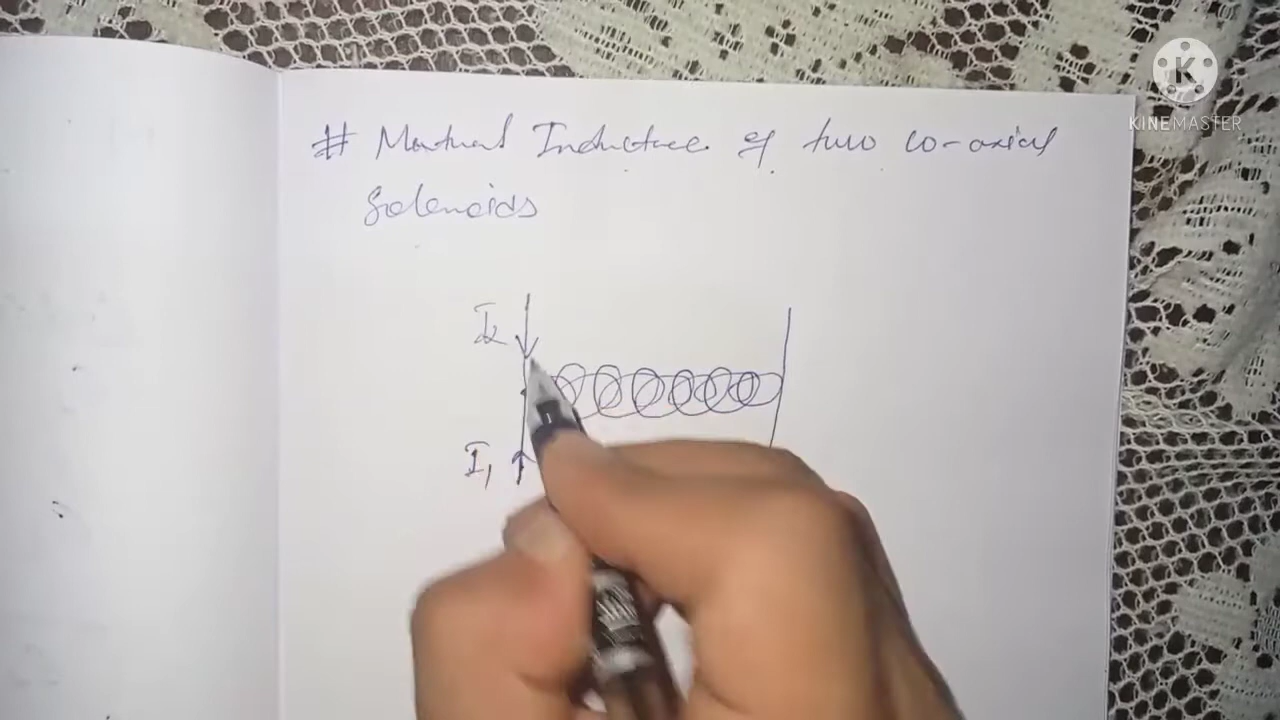 # Mutual Inductance of two co-axial
Solenoids
I2
I1
KINEMASTER